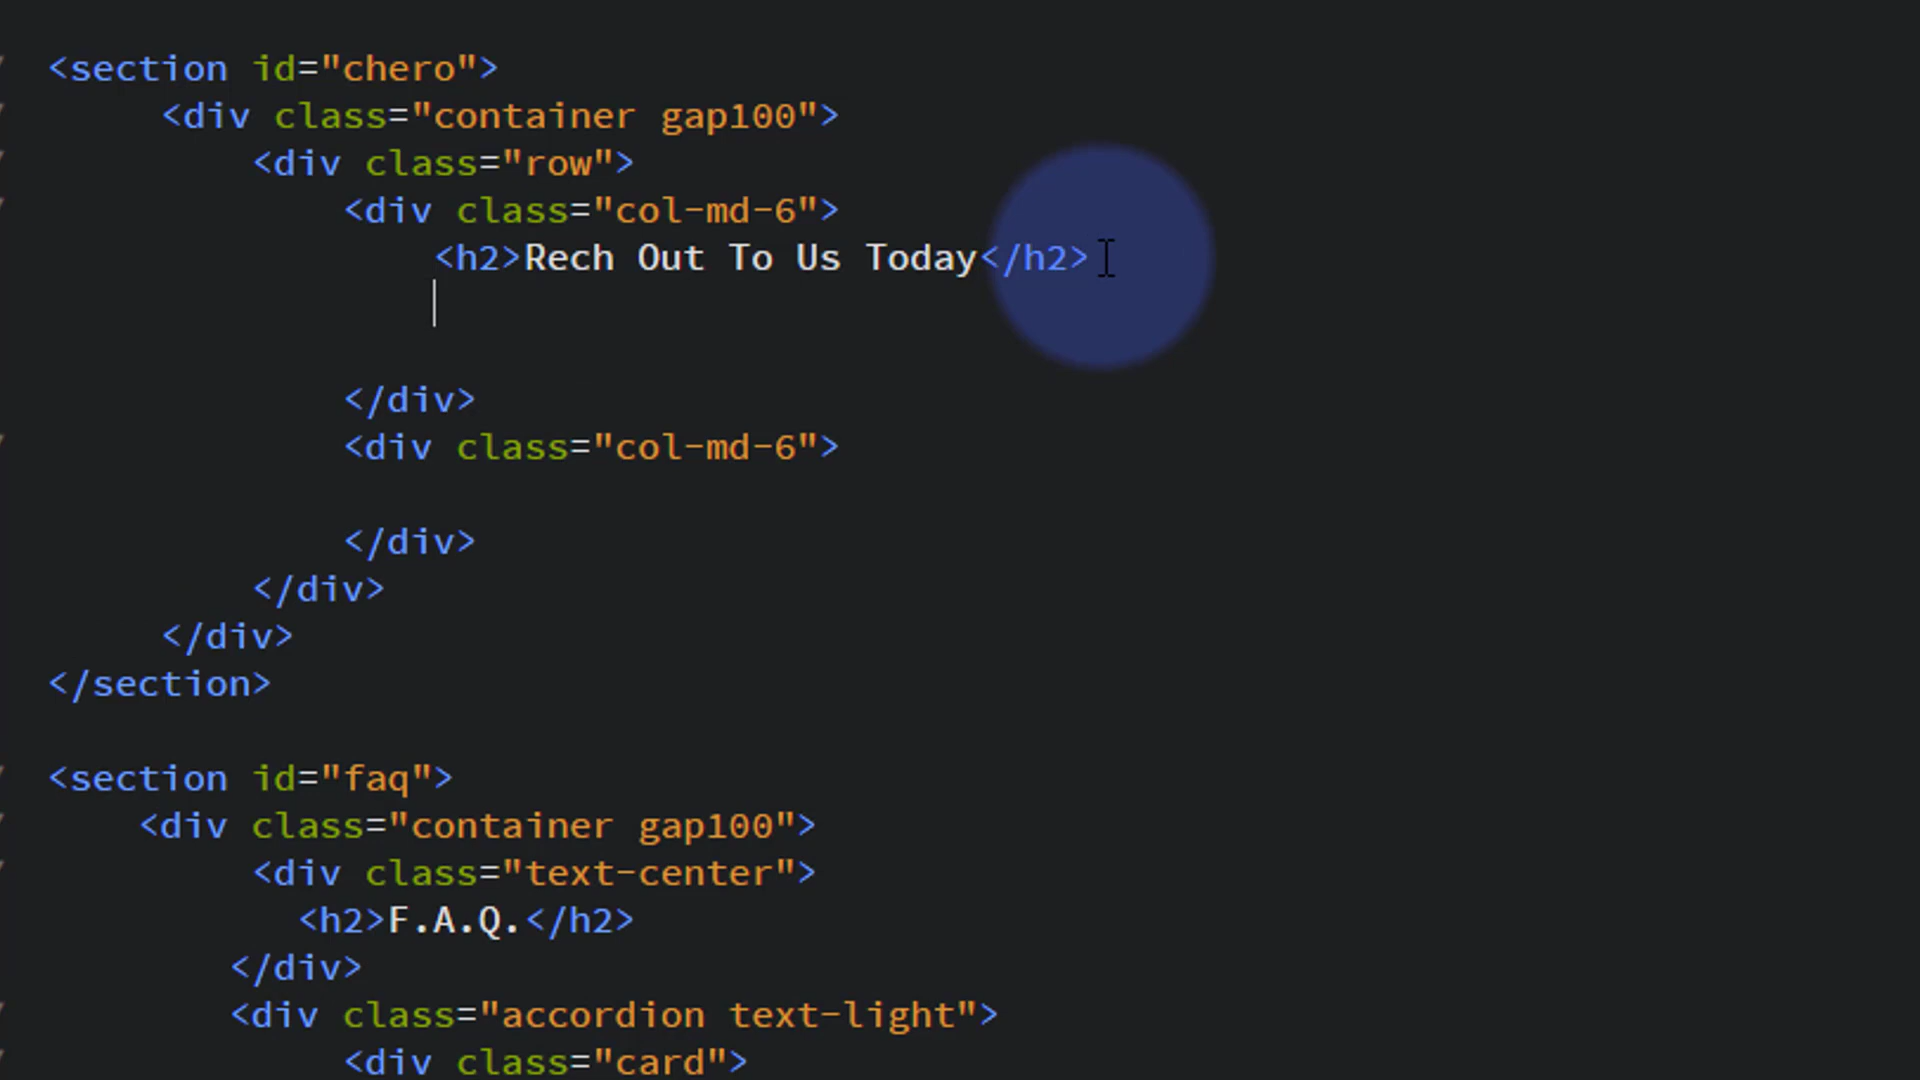 <section id="chero">
<div class="container gap100">
<div class="row">
<div class="col-md-6">
<h2>Rech Out To Us Today</h2>
</div>
<div class="col-md-6">
</div>
</div>
</div>
</section>
<section id="faq">
<div class="container gap100">
<div class="text-center">
<h2>F.A.Q.</h2>
</div>
<div class="accordion text-light">
<div class="card">